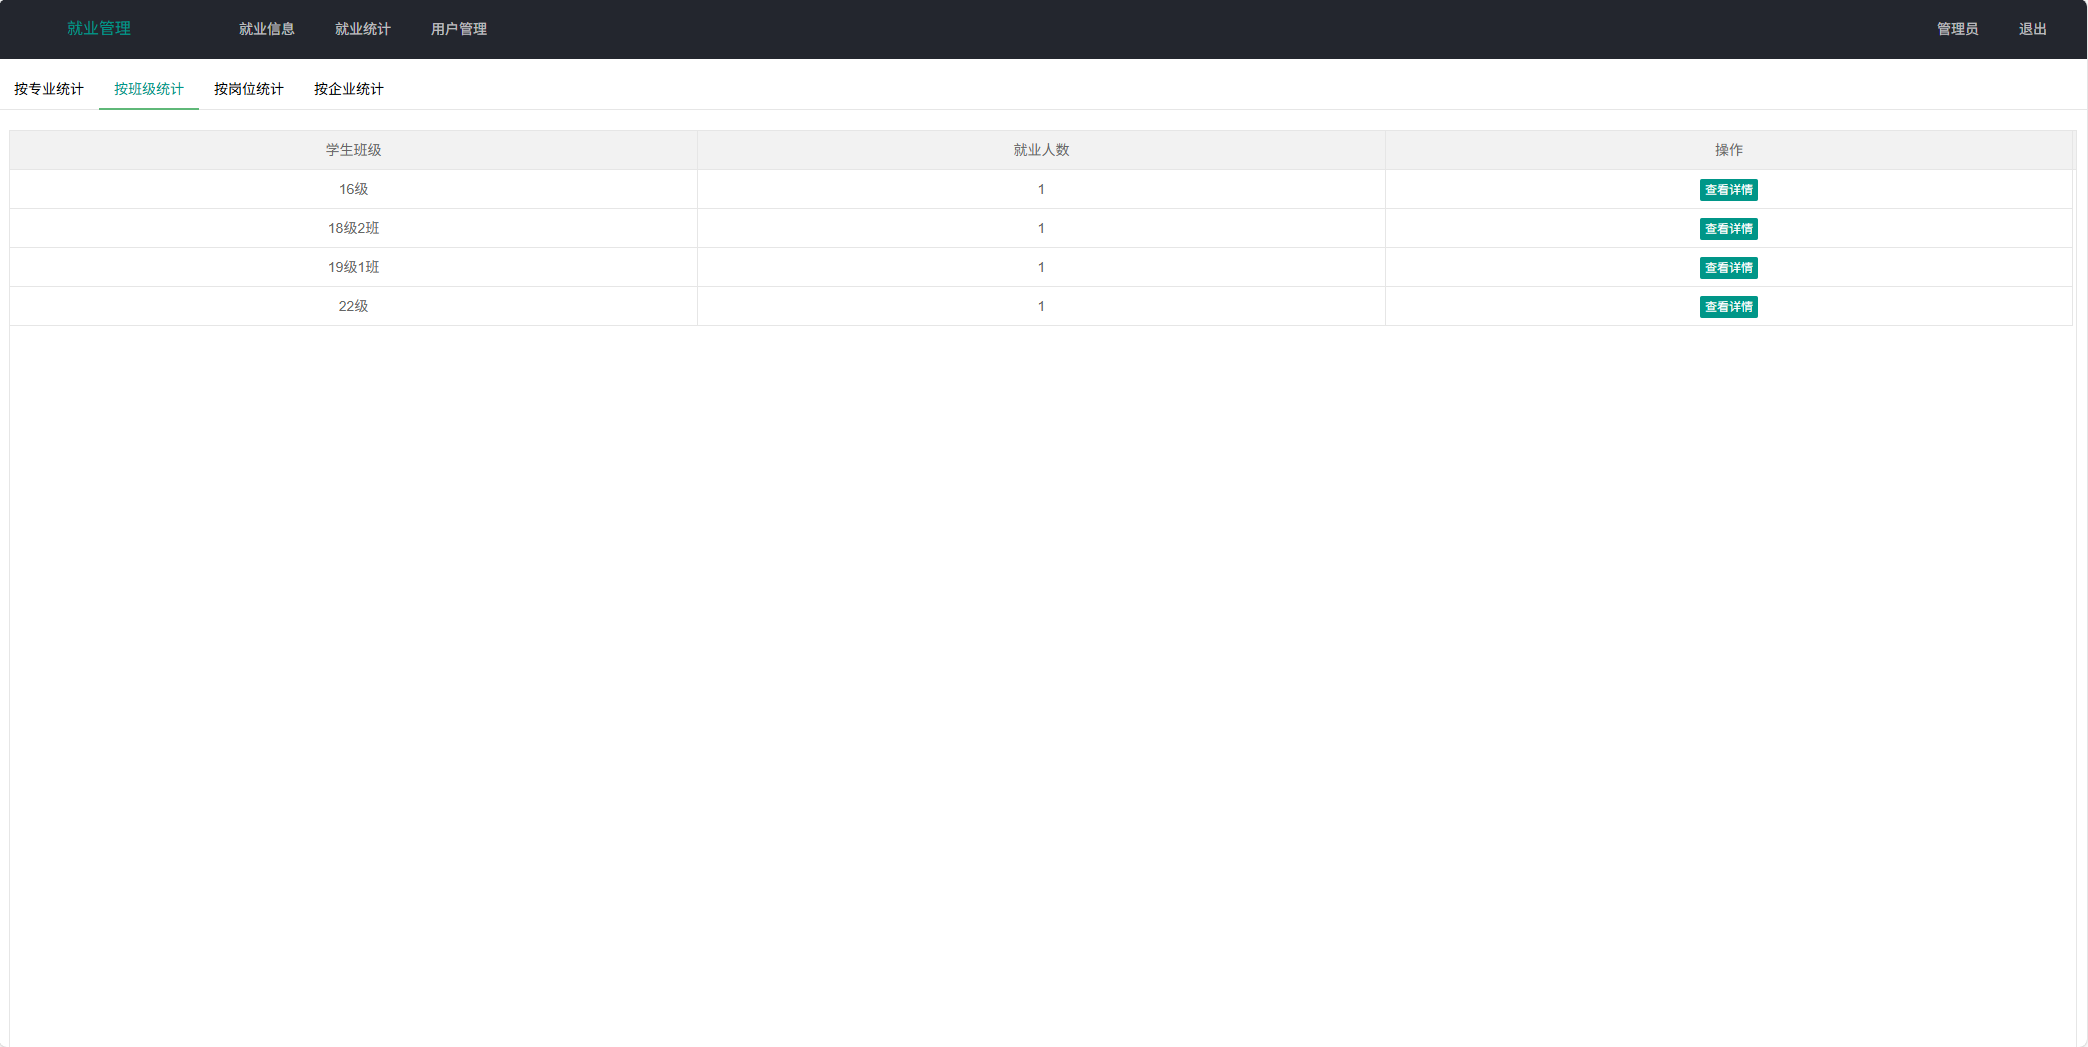 就业管理 就业信息 就业统计 用户管理 管理员 退出
按专业统计 按班级统计 按岗位统计 按企业统计
学生班级 就业人数 操作
16级 1 查看详情
18级2班 1 查看详情
19级1班 1 查看详情
22级 1 查看详情